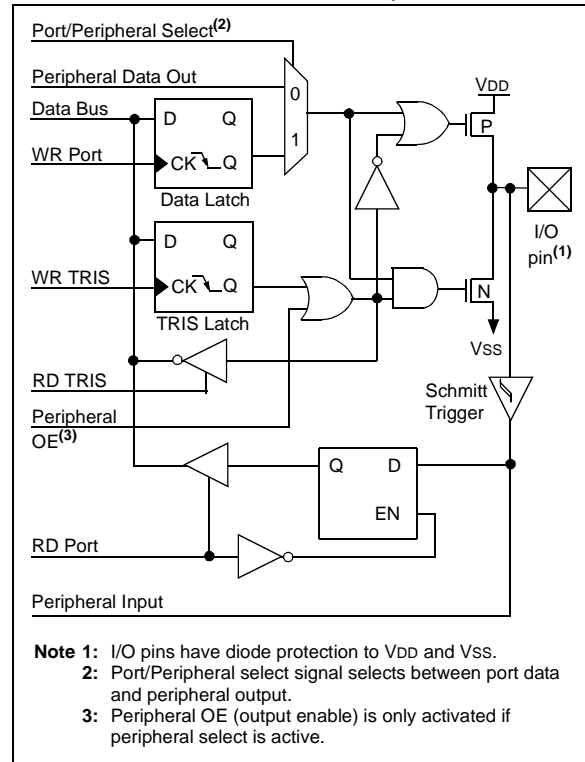 Port/Peripheral Select(2)
Peripheral Data Out
Data Bus
WR Port
D Q
CK Q
Data Latch
0
1
VDD
P
I/O
pin(1)
WR TRIS
D Q
CK Q
TRIS Latch
N
VSS
RD TRIS
Schmitt
Trigger
Peripheral
OE(3)
Q D
EN
RD Port
Peripheral Input
Note 1: I/O pins have diode protection to VDD and VSS.
2: Port/Peripheral select signal selects between port data
and peripheral output.
3: Peripheral OE (output enable) is only activated if
peripheral select is active.